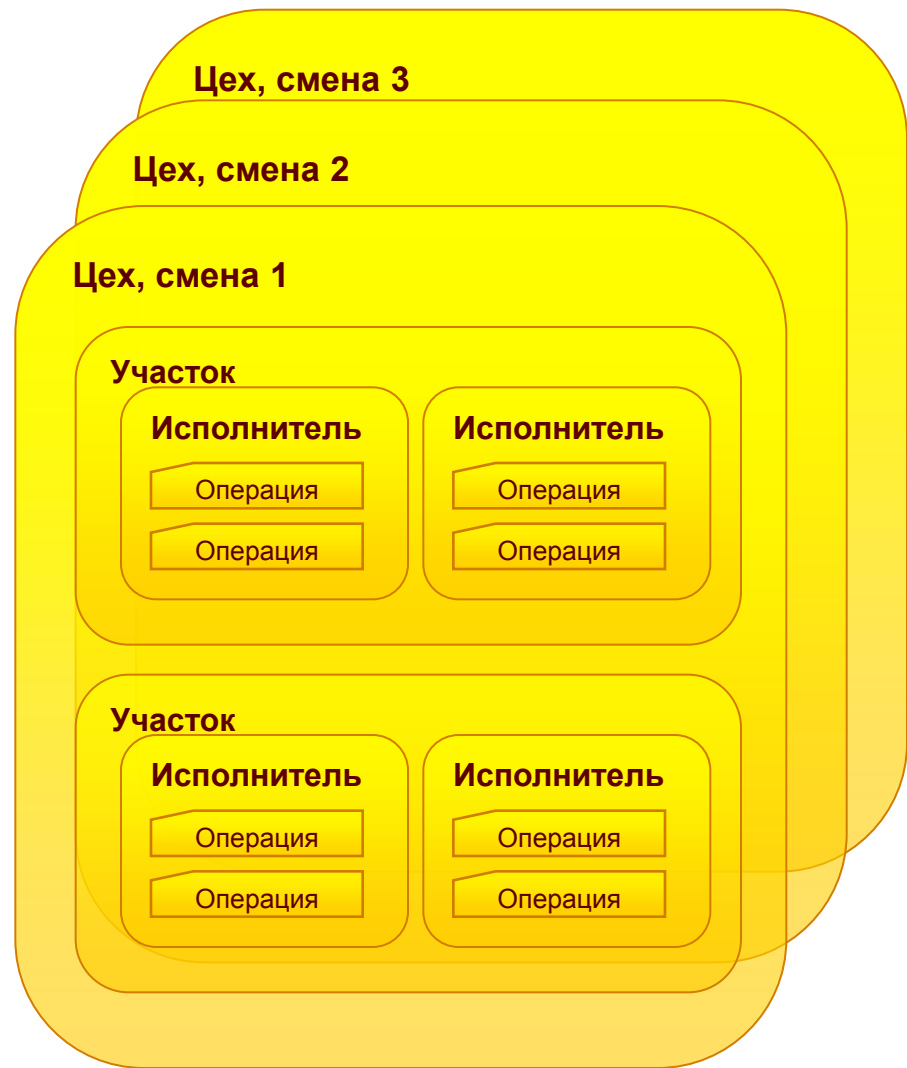 Цех, смена 3
Цех, смена 2
Цех, смена 1
Участок
Исполнитель
Операция
Операция
Исполнитель
Операция
Операция
Участок
Исполнитель
Операция
Операция
Исполнитель
Операция
Операция